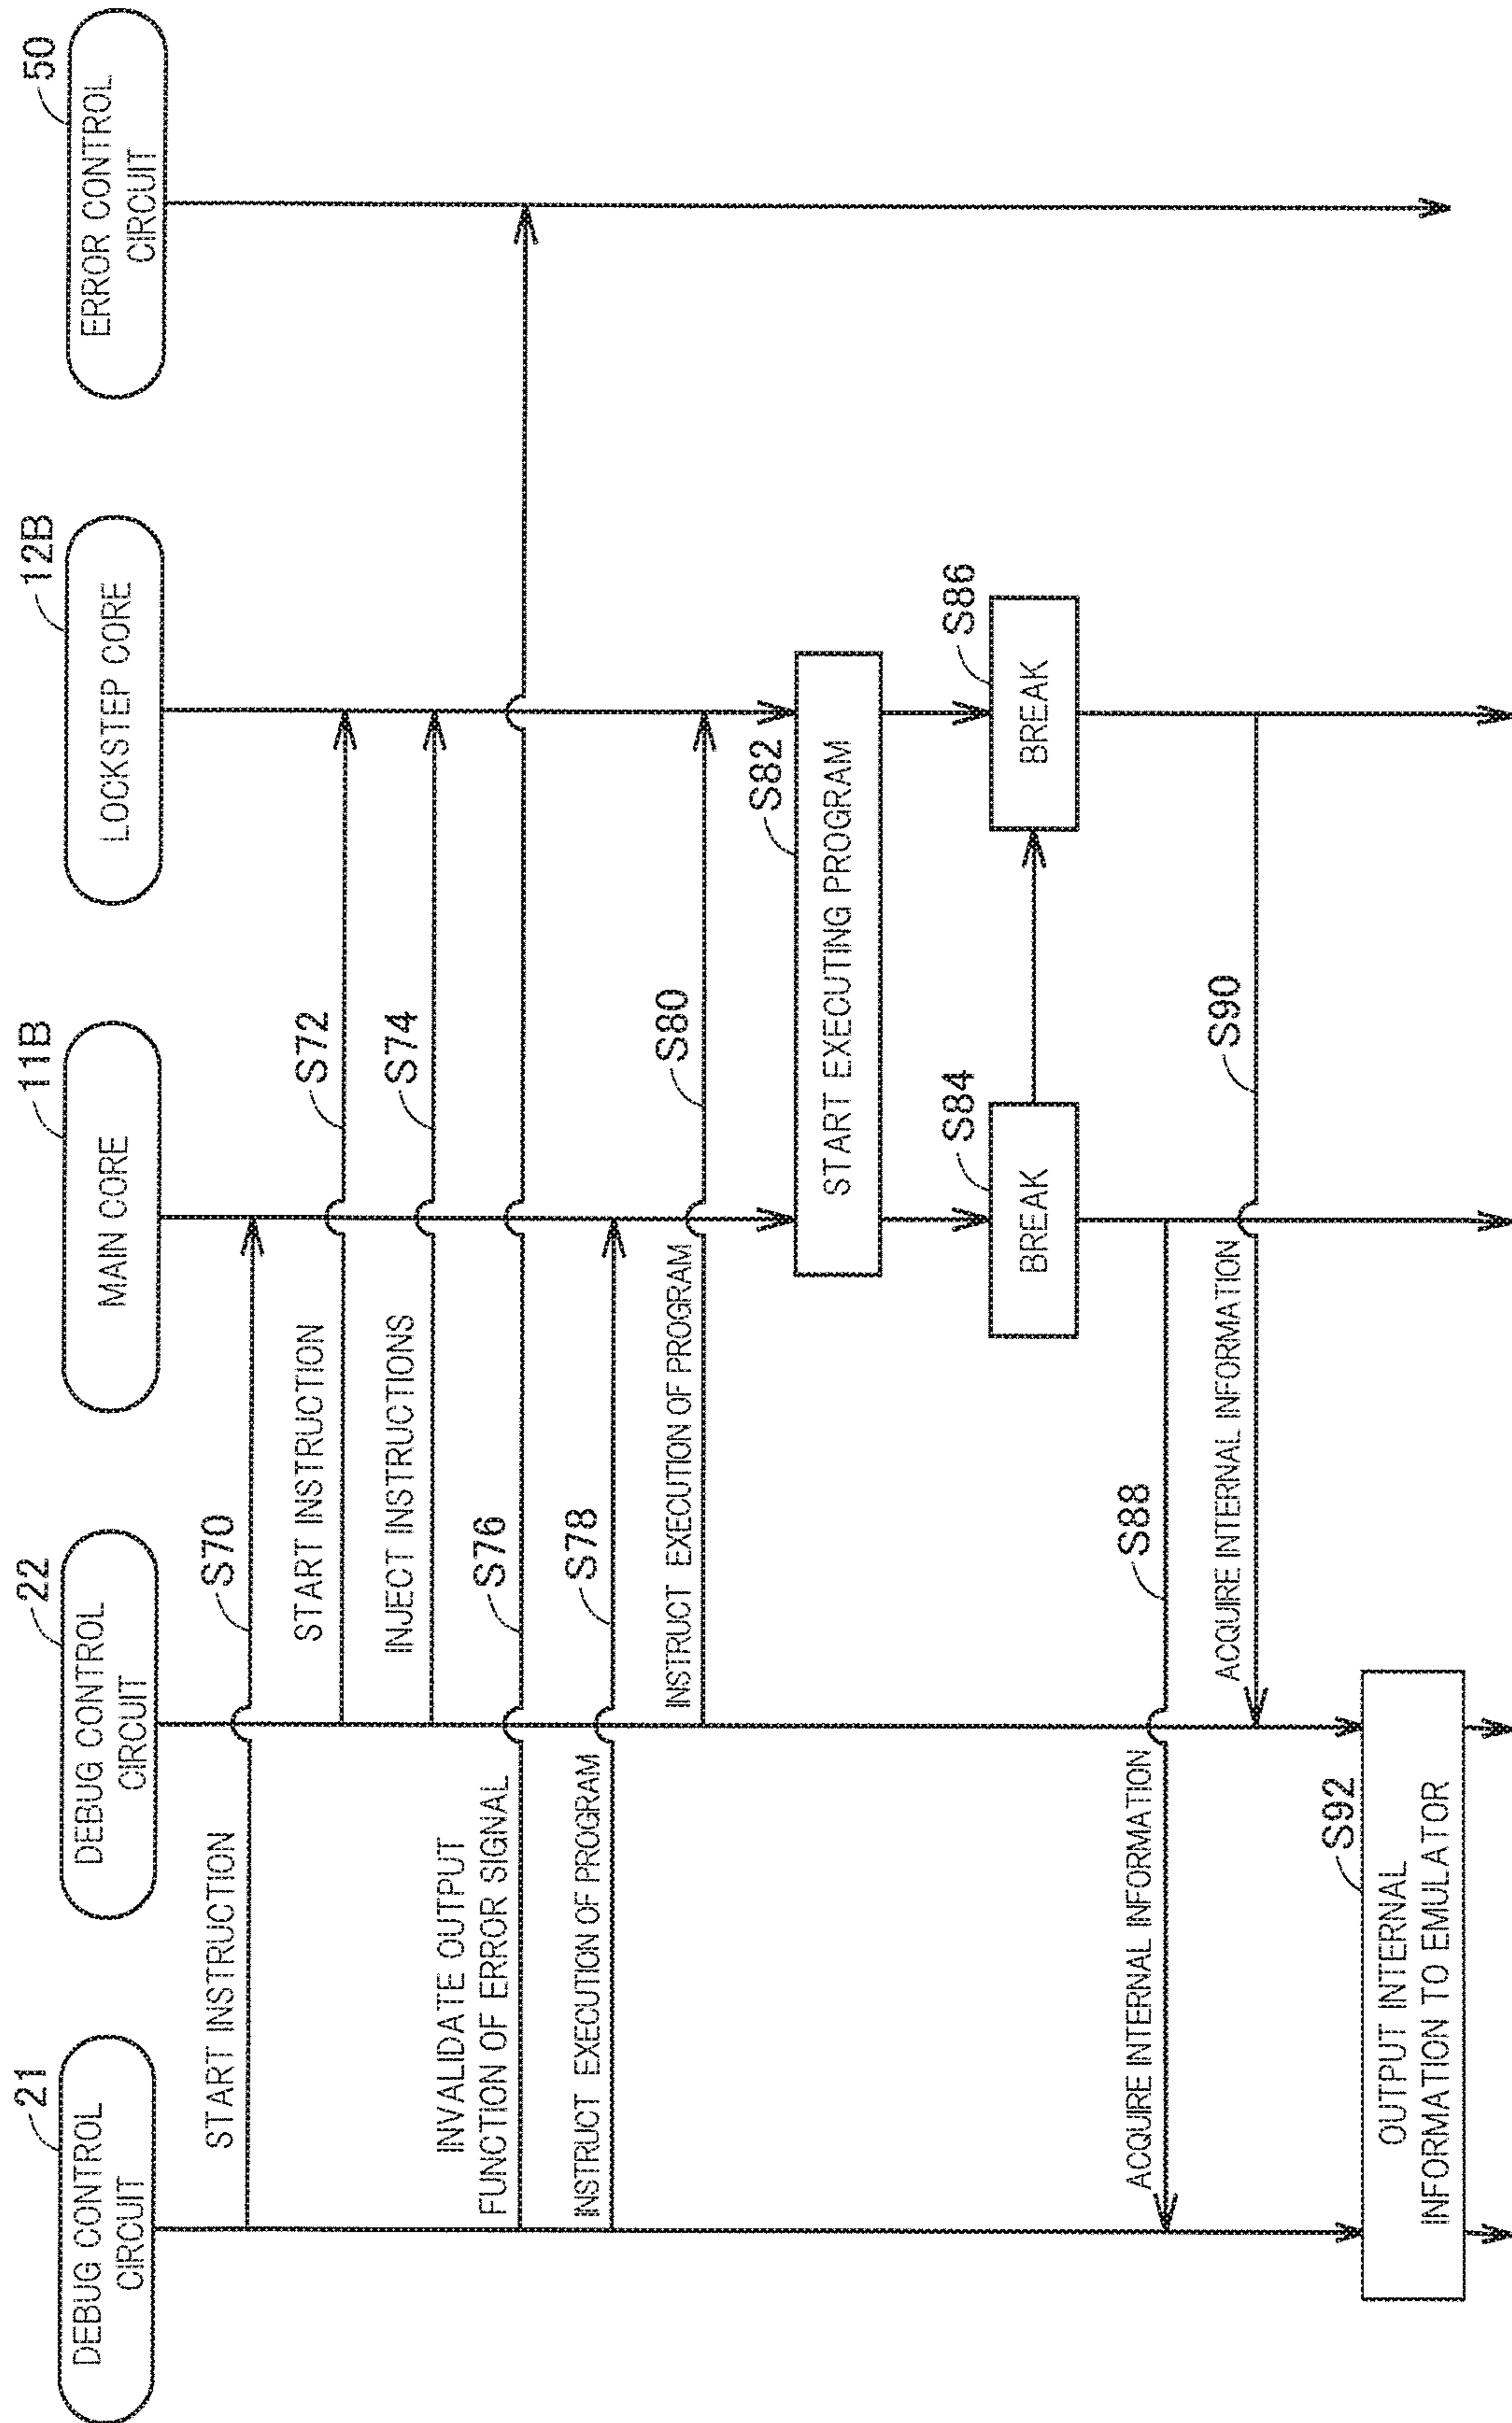 21
DEBUG CONTROL
CIRCUIT
22
DEBUG CONTROL
CIRCUIT
11B
MAIN CORE
12B
LOCKSTEP CORE
50
ERROR CONTROL
CIRCUIT
START INSTRUCTION
S70
START INSTRUCTION
S72
INJECT INSTRUCTIONS
S74
INVALIDATE OUTPUT
FUNCTION OF ERROR SIGNAL
S76
INSTRUCT EXECUTION OF PROGRAM
S78
INSTRUCT EXECUTION OF PROGRAM
S80
S82
START EXECUTING PROGRAM
S84
BREAK
S86
BREAK
ACQUIRE INTERNAL INFORMATION
S88
ACQUIRE INTERNAL INFORMATION
S90
S92
OUTPUT INTERNAL
INFORMATION TO EMULATOR